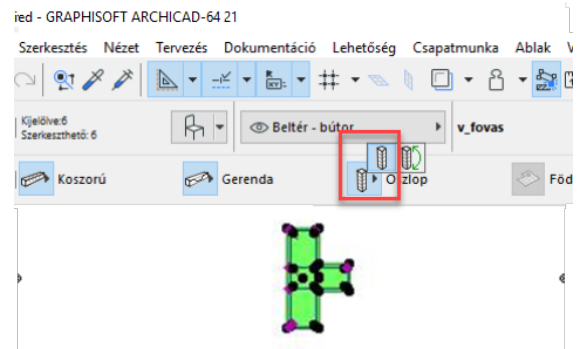 ied - GRAPHISOFT ARCHICAD-64 21
Szerkesztés Nézet Tervezés Dokumentáció Lehetőség Csapatmunka Ablak V
XY:
Kijelölve:6
Szerkeszthető: 6
Beltér - bútor
v_fovas
Koszorú
Gerenda
Oszlop
Föd